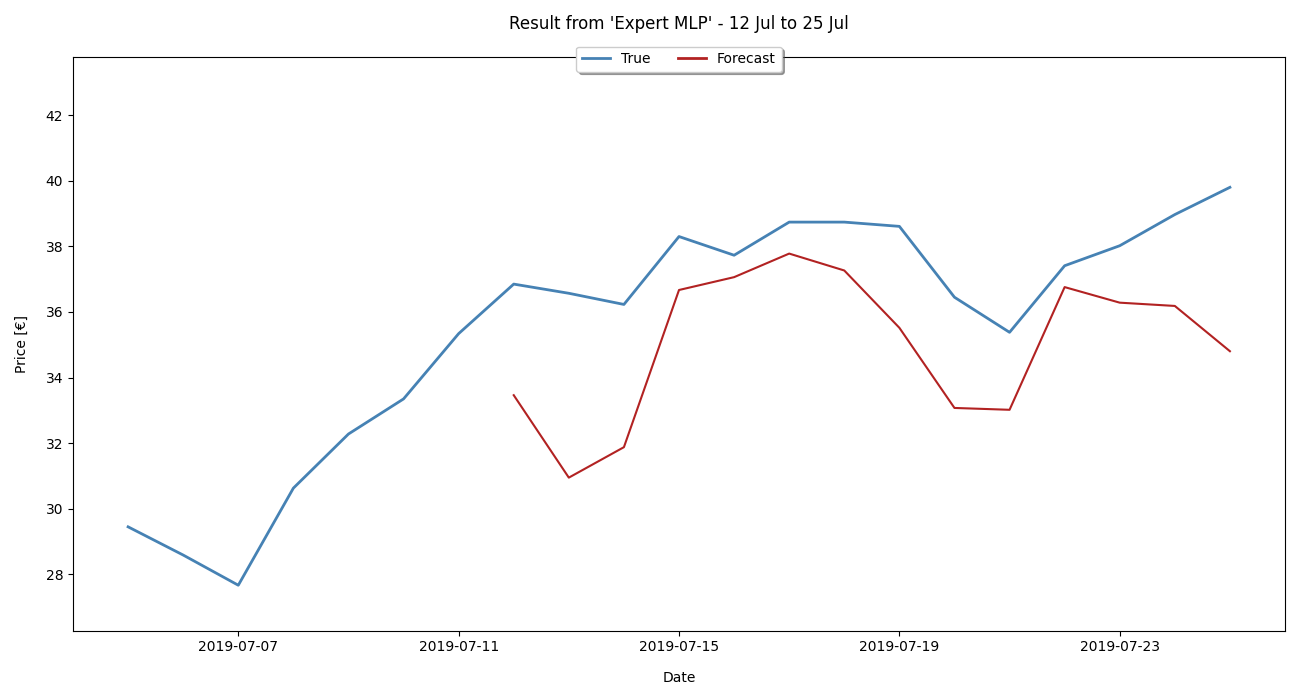 Result from 'Expert MLP' - 12 Jul to 25 Jul
True Forecast
42
40
38
36
34
32
30
28
Price [€]
2019-07-07 2019-07-11 2019-07-15 2019-07-19 2019-07-23
Date